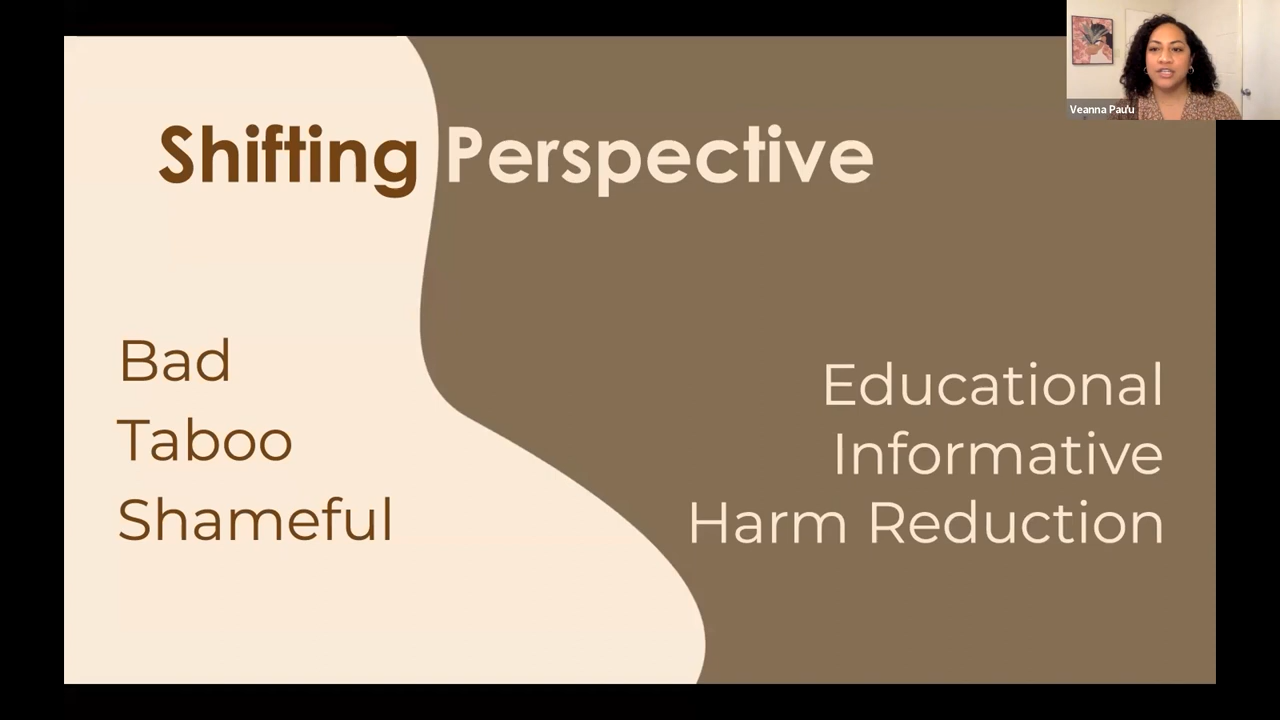 Shifting Perspective
Bad
Taboo
Shameful
Educational
Informative
Harm Reduction
Veanna Pau'u